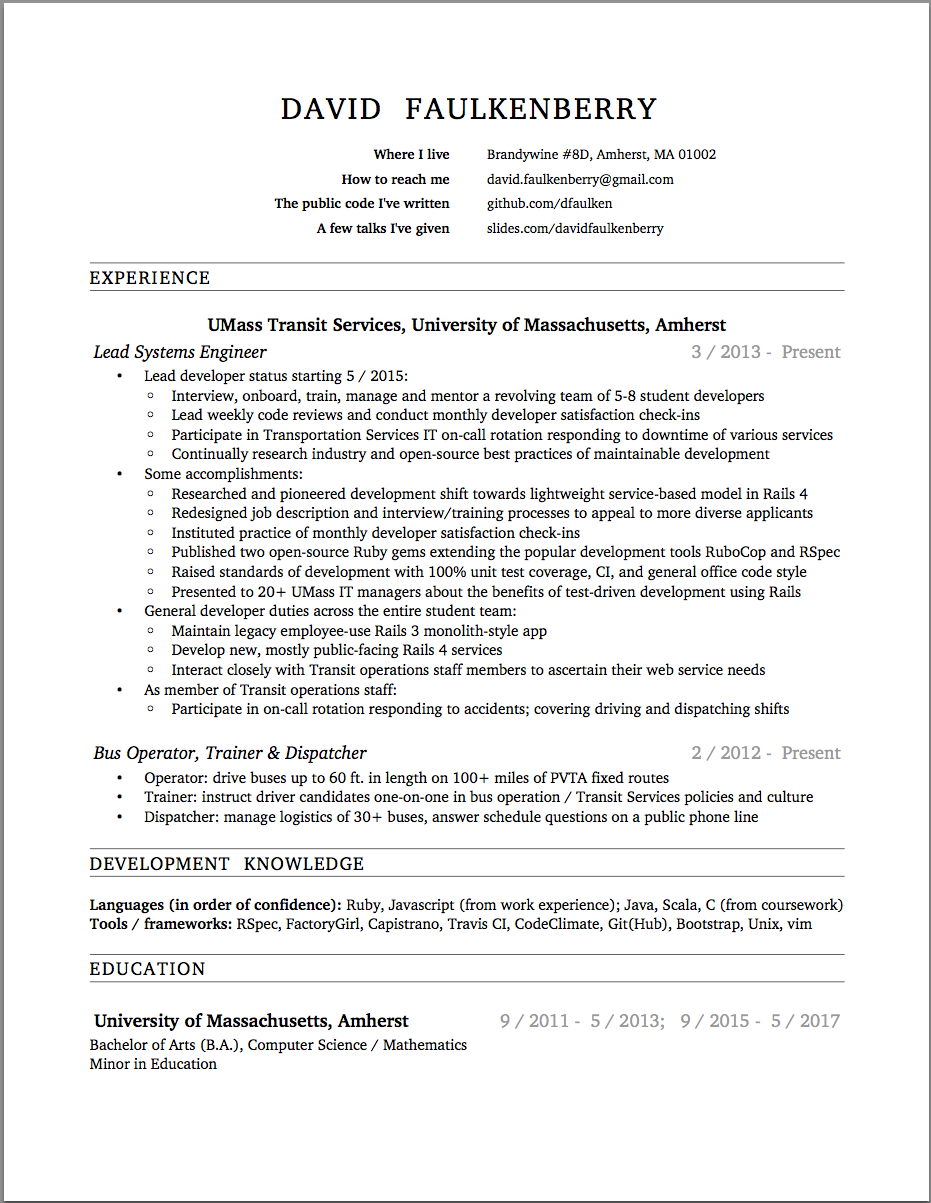 DAVID FAULKENBERRY
Where I live Brandywine #8D, Amherst, MA 01002
How to reach me david.faulkenberry@gmail.com
The public code I've written github.com/dfaulken
A few talks I've given slides.com/davidfaulkenberry
EXPERIENCE
UMass Transit Services, University of Massachusetts, Amherst
Lead Systems Engineer 3 / 2013 - Present
• Lead developer status starting 5 / 2015:
○ Interview, onboard, train, manage and mentor a revolving team of 5-8 student developers
○ Lead weekly code reviews and conduct monthly developer satisfaction check-ins
○ Participate in Transportation Services IT on-call rotation responding to downtime of various services
○ Continually research industry and open-source best practices of maintainable development
• Some accomplishments:
○ Researched and pioneered development shift towards lightweight service-based model in Rails 4
○ Redesigned job description and interview/training processes to appeal to more diverse applicants
○ Instituted practice of monthly developer satisfaction check-ins
○ Published two open-source Ruby gems extending the popular development tools RuboCop and RSpec
○ Raised standards of development with 100% unit test coverage, CI, and general office code style
○ Presented to 20+ UMass IT managers about the benefits of test-driven development using Rails
• General developer duties across the entire student team:
○ Maintain legacy employee-use Rails 3 monolith-style app
○ Develop new, mostly public-facing Rails 4 services
○ Interact closely with Transit operations staff members to ascertain their web service needs
• As member of Transit operations staff:
○ Participate in on-call rotation responding to accidents; covering driving and dispatching shifts
Bus Operator, Trainer & Dispatcher 2 / 2012 - Present
• Operator: drive buses up to 60 ft. in length on 100+ miles of PVTA fixed routes
• Trainer: instruct driver candidates one-on-one in bus operation / Transit Services policies and culture
• Dispatcher: manage logistics of 30+ buses, answer schedule questions on a public phone line
DEVELOPMENT KNOWLEDGE
Languages (in order of confidence): Ruby, Javascript (from work experience); Java, Scala, C (from coursework)
Tools / frameworks: RSpec, FactoryGirl, Capistrano, Travis CI, CodeClimate, Git(Hub), Bootstrap, Unix, vim
EDUCATION
University of Massachusetts, Amherst 9 / 2011 - 5 / 2013; 9 / 2015 - 5 / 2017
Bachelor of Arts (B.A.), Computer Science / Mathematics
Minor in Education